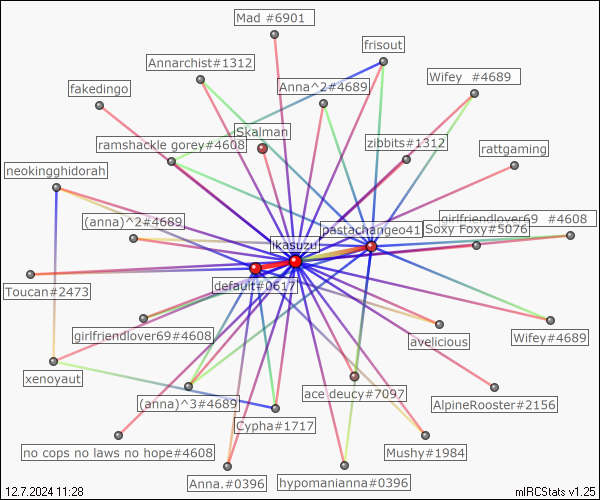 Mad #6901
frisout
Annarchist#1312
Wifey #4689
fakedingo
Anna^2#4689
Skalman
ramshackle gorey#4608
zibbits#1312
rattgaming
neokingghidorah
(anna)^2#4689
girlfriendlover69 #4608
pastachangeo41
Soxy Foxy#5076
ikasuzu
default#0617
Toucan#2473
girlfriendlover69#4608
avelicious
Wifey#4689
xenoyaut
ace deucy#7097
(anna)^3#4689
AlpineRooster#2156
Cypha#1717
no cops no laws no hope#4608
Mushy#1984
Anna.#0396
hypomanianna#0396
12.7.2024 11:28
mIRCStats v1.25